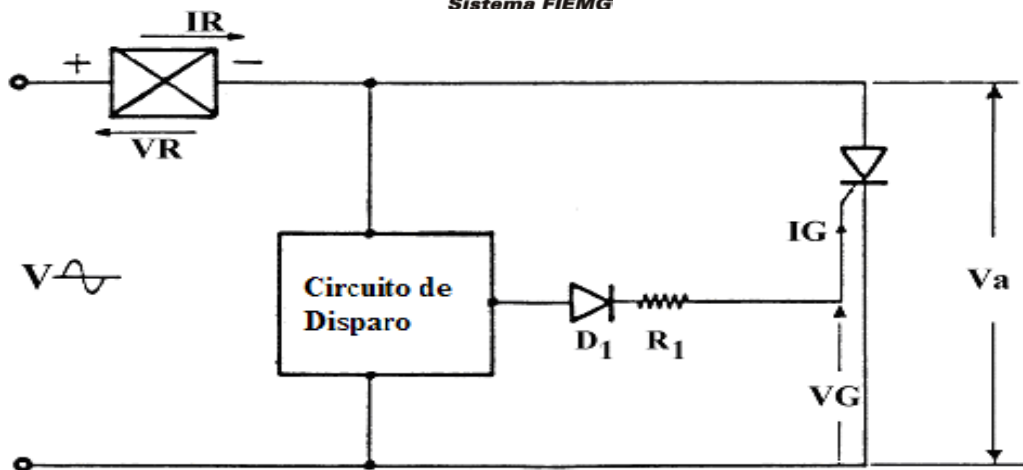 Sistema FIEMG
IR
+ −
VR
IG
V
Circuito de
Disparo
Va
D1 R1
VG